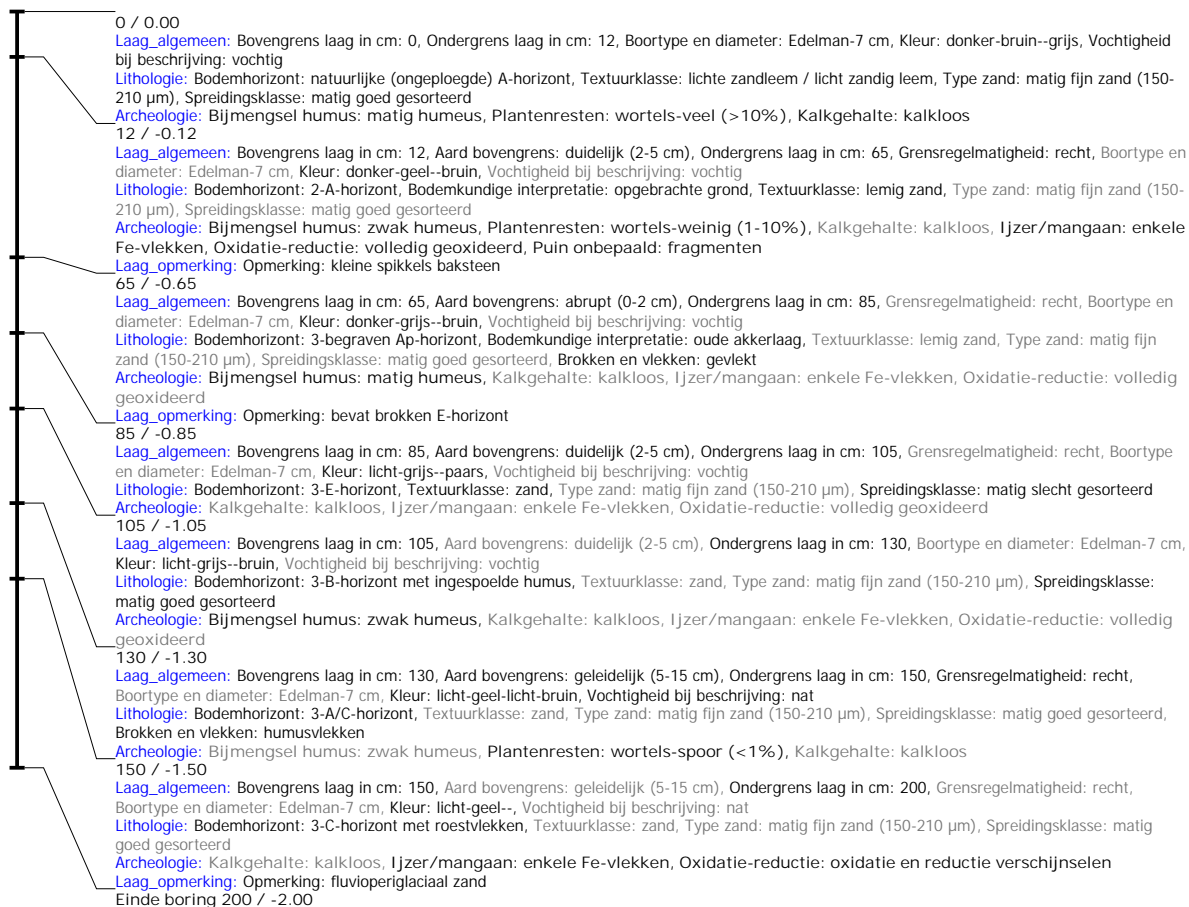 0 / 0.00
Laag_algemeen: Bovengrens laag in cm: 0, Ondergrens laag in cm: 12, Boortype en diameter: Edelman-7 cm, Kleur: donker-bruin--grijs, Vochtigheid
bij beschrijving: vochtig
Lithologie: Bodemhorizont: natuurlijke (ongeploegde) A-horizont, Textuurklasse: lichte zandleem / licht zandig leem, Type zand: matig fijn zand (150-
210 µm), Spreidingsklasse: matig goed gesorteerd
Archeologie: Bijmengsel humus: matig humeus, Plantenresten: wortels-veel (>10%), Kalkgehalte: kalkloos
12 / -0.12
Laag_algemeen: Bovengrens laag in cm: 12, Aard bovengrens: duidelijk (2-5 cm), Ondergrens laag in cm: 65, Grensregelmatigheid: recht, Boortype en
diameter: Edelman-7 cm, Kleur: donker-geel--bruin, Vochtigheid bij beschrijving: vochtig
Lithologie: Bodemhorizont: 2-A-horizont, Bodemkundige interpretatie: opgebrachte grond, Textuurklasse: lemig zand, Type zand: matig fijn zand (150-
210 µm), Spreidingsklasse: matig goed gesorteerd
Archeologie: Bijmengsel humus: zwak humeus, Plantenresten: wortels-weinig (1-10%), Kalkgehalte: kalkloos, Ijzer/mangaan: enkele
Fe-vlekken, Oxidatie-reductie: volledig geoxideerd, Puin onbepaald: fragmenten
Laag_opmerking: Opmerking: kleine spikkels baksteen
65 / -0.65
Laag_algemeen: Bovengrens laag in cm: 65, Aard bovengrens: abrupt (0-2 cm), Ondergrens laag in cm: 85, Grensregelmatigheid: recht, Boortype en
diameter: Edelman-7 cm, Kleur: donker-grijs--bruin, Vochtigheid bij beschrijving: vochtig
Lithologie: Bodemhorizont: 3-begraven Ap-horizont, Bodemkundige interpretatie: oude akkerlaag, Textuurklasse: lemig zand, Type zand: matig fijn
zand (150-210 µm), Spreidingsklasse: matig goed gesorteerd, Brokken en vlekken: gevlekt
Archeologie: Bijmengsel humus: matig humeus, Kalkgehalte: kalkloos, Ijzer/mangaan: enkele Fe-vlekken, Oxidatie-reductie: volledig
geoxideerd
Laag_opmerking: Opmerking: bevat brokken E-horizont
85 / -0.85
Laag_algemeen: Bovengrens laag in cm: 85, Aard bovengrens: duidelijk (2-5 cm), Ondergrens laag in cm: 105, Grensregelmatigheid: recht, Boortype
en diameter: Edelman-7 cm, Kleur: licht-grijs--paars, Vochtigheid bij beschrijving: vochtig
Lithologie: Bodemhorizont: 3-E-horizont, Textuurklasse: zand, Type zand: matig fijn zand (150-210 µm), Spreidingsklasse: matig slecht gesorteerd
Archeologie: Kalkgehalte: kalkloos, Ijzer/mangaan: enkele Fe-vlekken, Oxidatie-reductie: volledig geoxideerd
105 / -1.05
Laag_algemeen: Bovengrens laag in cm: 105, Aard bovengrens: duidelijk (2-5 cm), Ondergrens laag in cm: 130, Boortype en diameter: Edelman-7 cm,
Kleur: licht-grijs--bruin, Vochtigheid bij beschrijving: vochtig
Lithologie: Bodemhorizont: 3-B-horizont met ingespoelde humus, Textuurklasse: zand, Type zand: matig fijn zand (150-210 µm), Spreidingsklasse:
matig goed gesorteerd
Archeologie: Bijmengsel humus: zwak humeus, Kalkgehalte: kalkloos, Ijzer/mangaan: enkele Fe-vlekken, Oxidatie-reductie: volledig
geoxideerd
130 / -1.30
Laag_algemeen: Bovengrens laag in cm: 130, Aard bovengrens: geleidelijk (5-15 cm), Ondergrens laag in cm: 150, Grensregelmatigheid: recht,
Boortype en diameter: Edelman-7 cm, Kleur: licht-geel-licht-bruin, Vochtigheid bij beschrijving: nat
Lithologie: Bodemhorizont: 3-A/C-horizont, Textuurklasse: zand, Type zand: matig fijn zand (150-210 µm), Spreidingsklasse: matig goed gesorteerd,
Brokken en vlekken: humusvlekken
Archeologie: Bijmengsel humus: zwak humeus, Plantenresten: wortels-spoor (<1%), Kalkgehalte: kalkloos
150 / -1.50
Laag_algemeen: Bovengrens laag in cm: 150, Aard bovengrens: geleidelijk (5-15 cm), Ondergrens laag in cm: 200, Grensregelmatigheid: recht,
Boortype en diameter: Edelman-7 cm, Kleur: licht-geel--, Vochtigheid bij beschrijving: nat
Lithologie: Bodemhorizont: 3-C-horizont met roestvlekken, Textuurklasse: zand, Type zand: matig fijn zand (150-210 µm), Spreidingsklasse: matig
goed gesorteerd
Archeologie: Kalkgehalte: kalkloos, Ijzer/mangaan: enkele Fe-vlekken, Oxidatie-reductie: oxidatie en reductie verschijnselen
Laag_opmerking: Opmerking: fluvioperiglaciaal zand
Einde boring 200 / -2.00